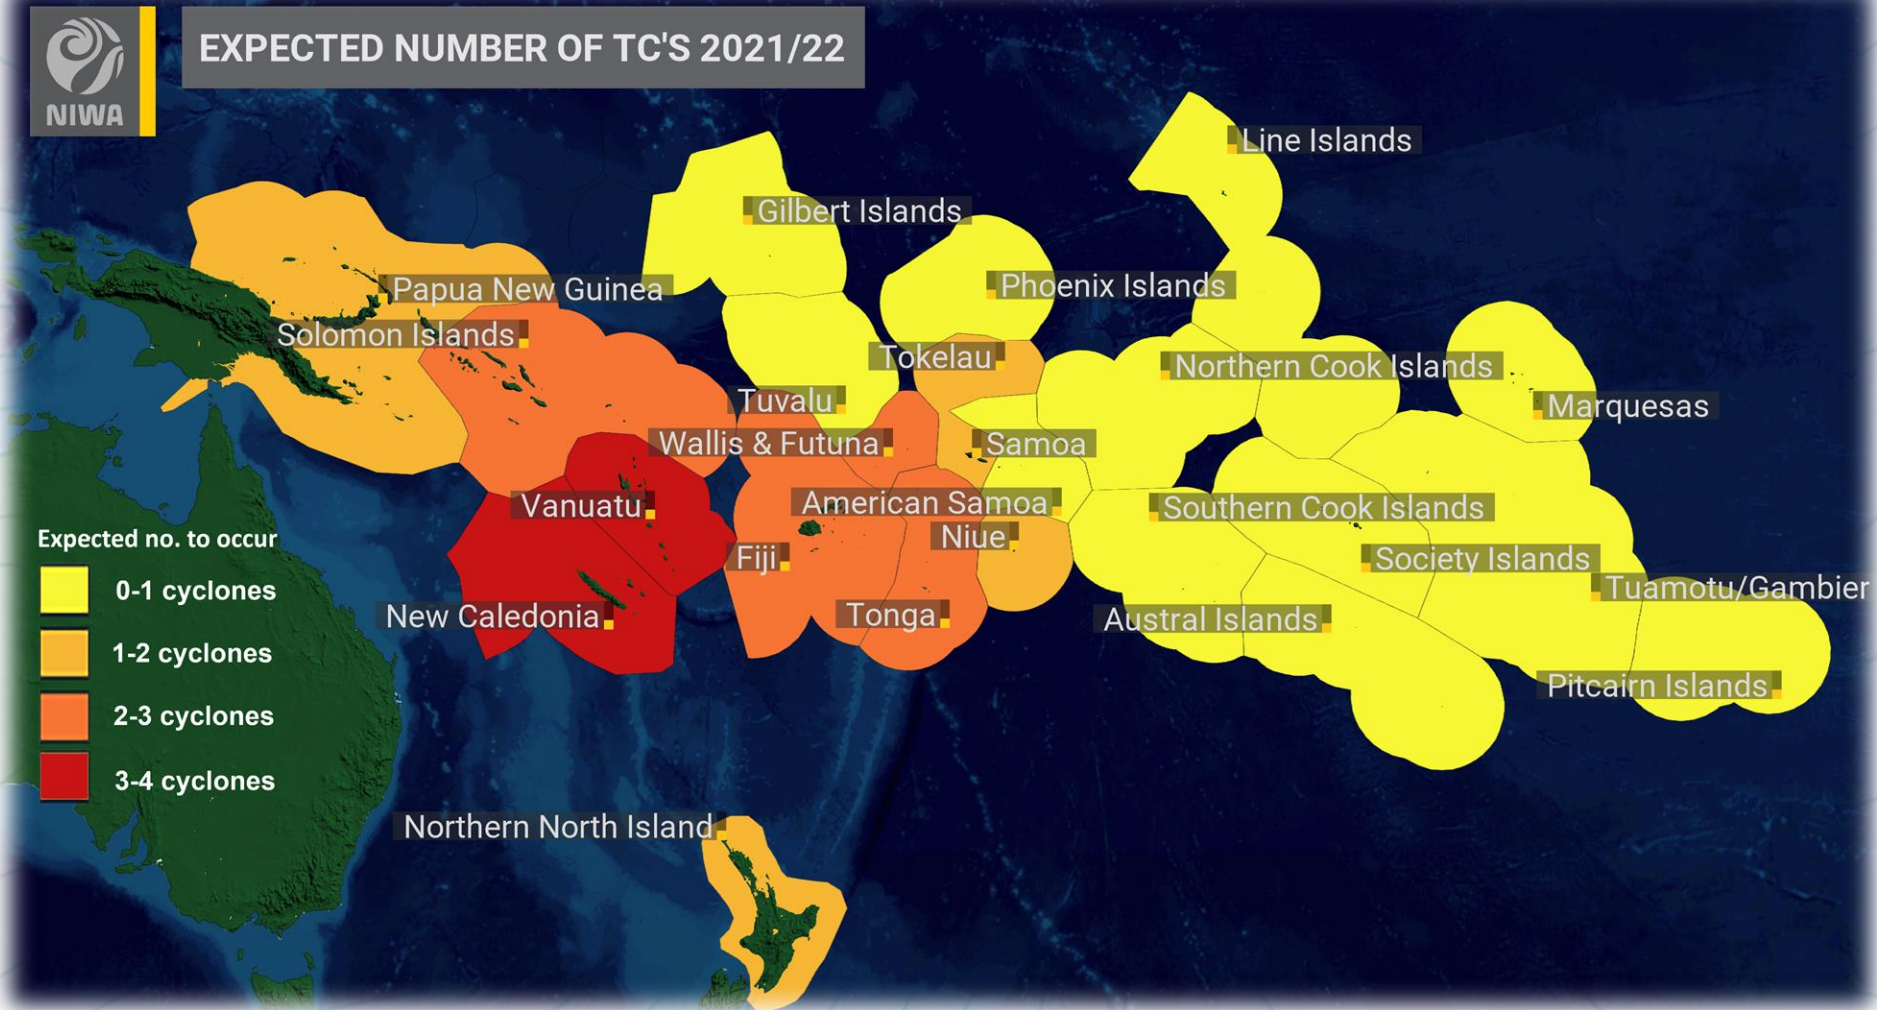 NIWA
EXPECTED NUMBER OF TC'S 2021/22
Line Islands
Gilbert Islands
Phoenix Islands
Papua New Guinea
Solomon Islands
Tokelau
Northern Cook Islands
Tuvalu
Marquesas
Wallis & Futuna
Samoa
Vanuatu
American Samoa
Southern Cook Islands
Niue
Fiji
Society Islands
Tuamotu/Gambier
New Caledonia
Tonga
Austral Islands
Pitcairn Islands
Northern North Island
Expected no. to occur
0-1 cyclones
1-2 cyclones
2-3 cyclones
3-4 cyclones